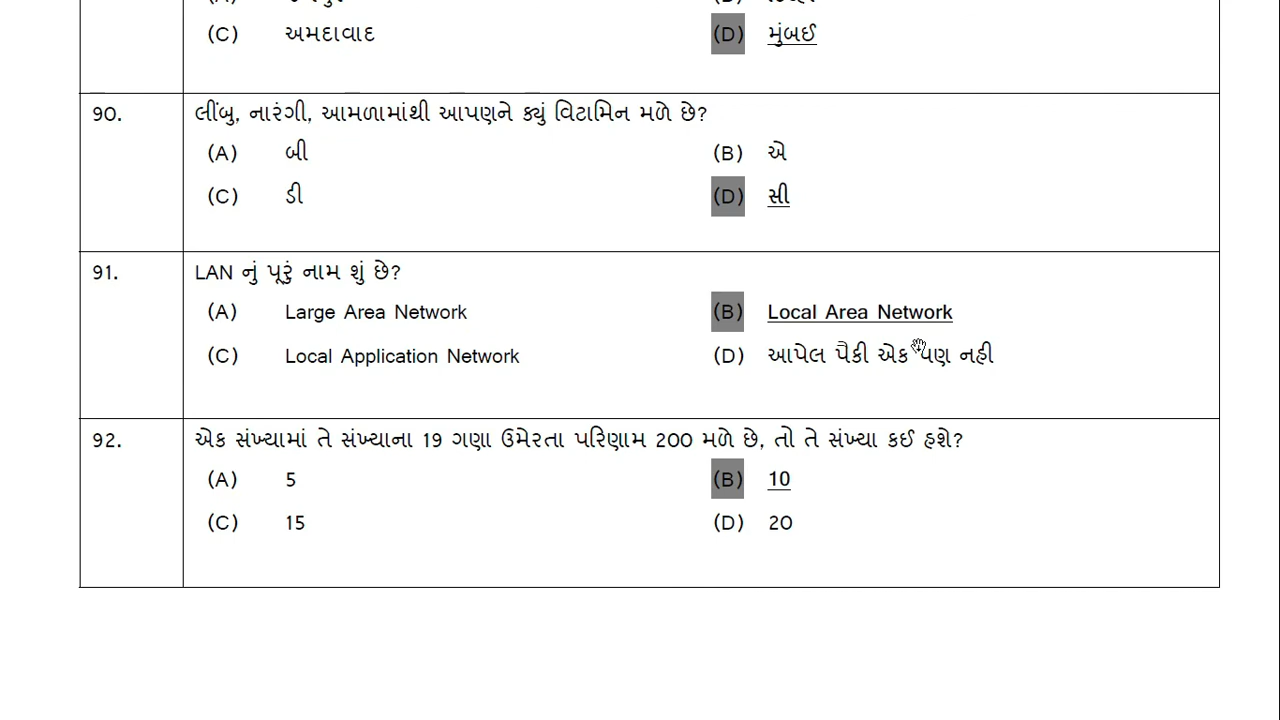 (C) અમદાવાદ (D) મુંબઈ
90. લીંબુ, નારંગી, આમળામાંથી આપણને ક્યું વિટામિન મળે છે?
(A) બી (B) એ
(C) ડી (D) સી
91. LAN નું પૂરું નામ શું છે?
(A) Large Area Network (B) Local Area Network
(C) Local Application Network (D) આપેલ પૈકી એક પણ નહી
92. એક સંખ્યામાં તે સંખ્યાના 19 ગણા ઉમેરતા પરિણામ 200 મળે છે, તો તે સંખ્યા કઈ હશે?
(A) 5 (B) 10
(C) 15 (D) 20